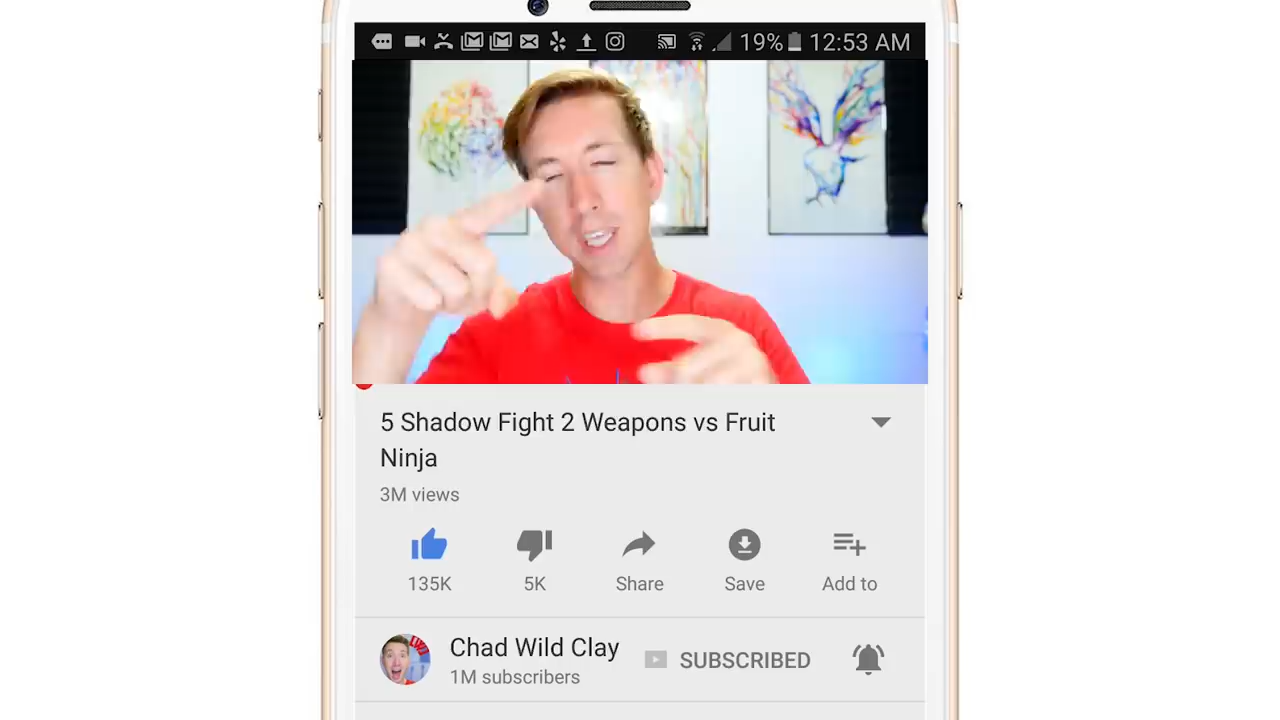 19% 12:53 AM
5 Shadow Fight 2 Weapons vs Fruit
Ninja
3M views
135K 5K Share Save Add to
Chad Wild Clay
1M subscribers
SUBSCRIBED